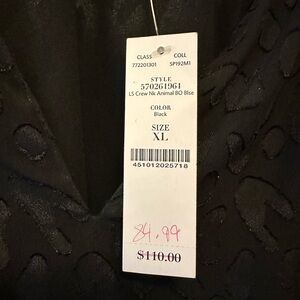 CLASS COLL
772201301 SP192M1
STYLE
570261961
LS Crew Nk Animal BO Blse
COLOR
Black
SIZE
XL
451012025718
84.99
$110.00